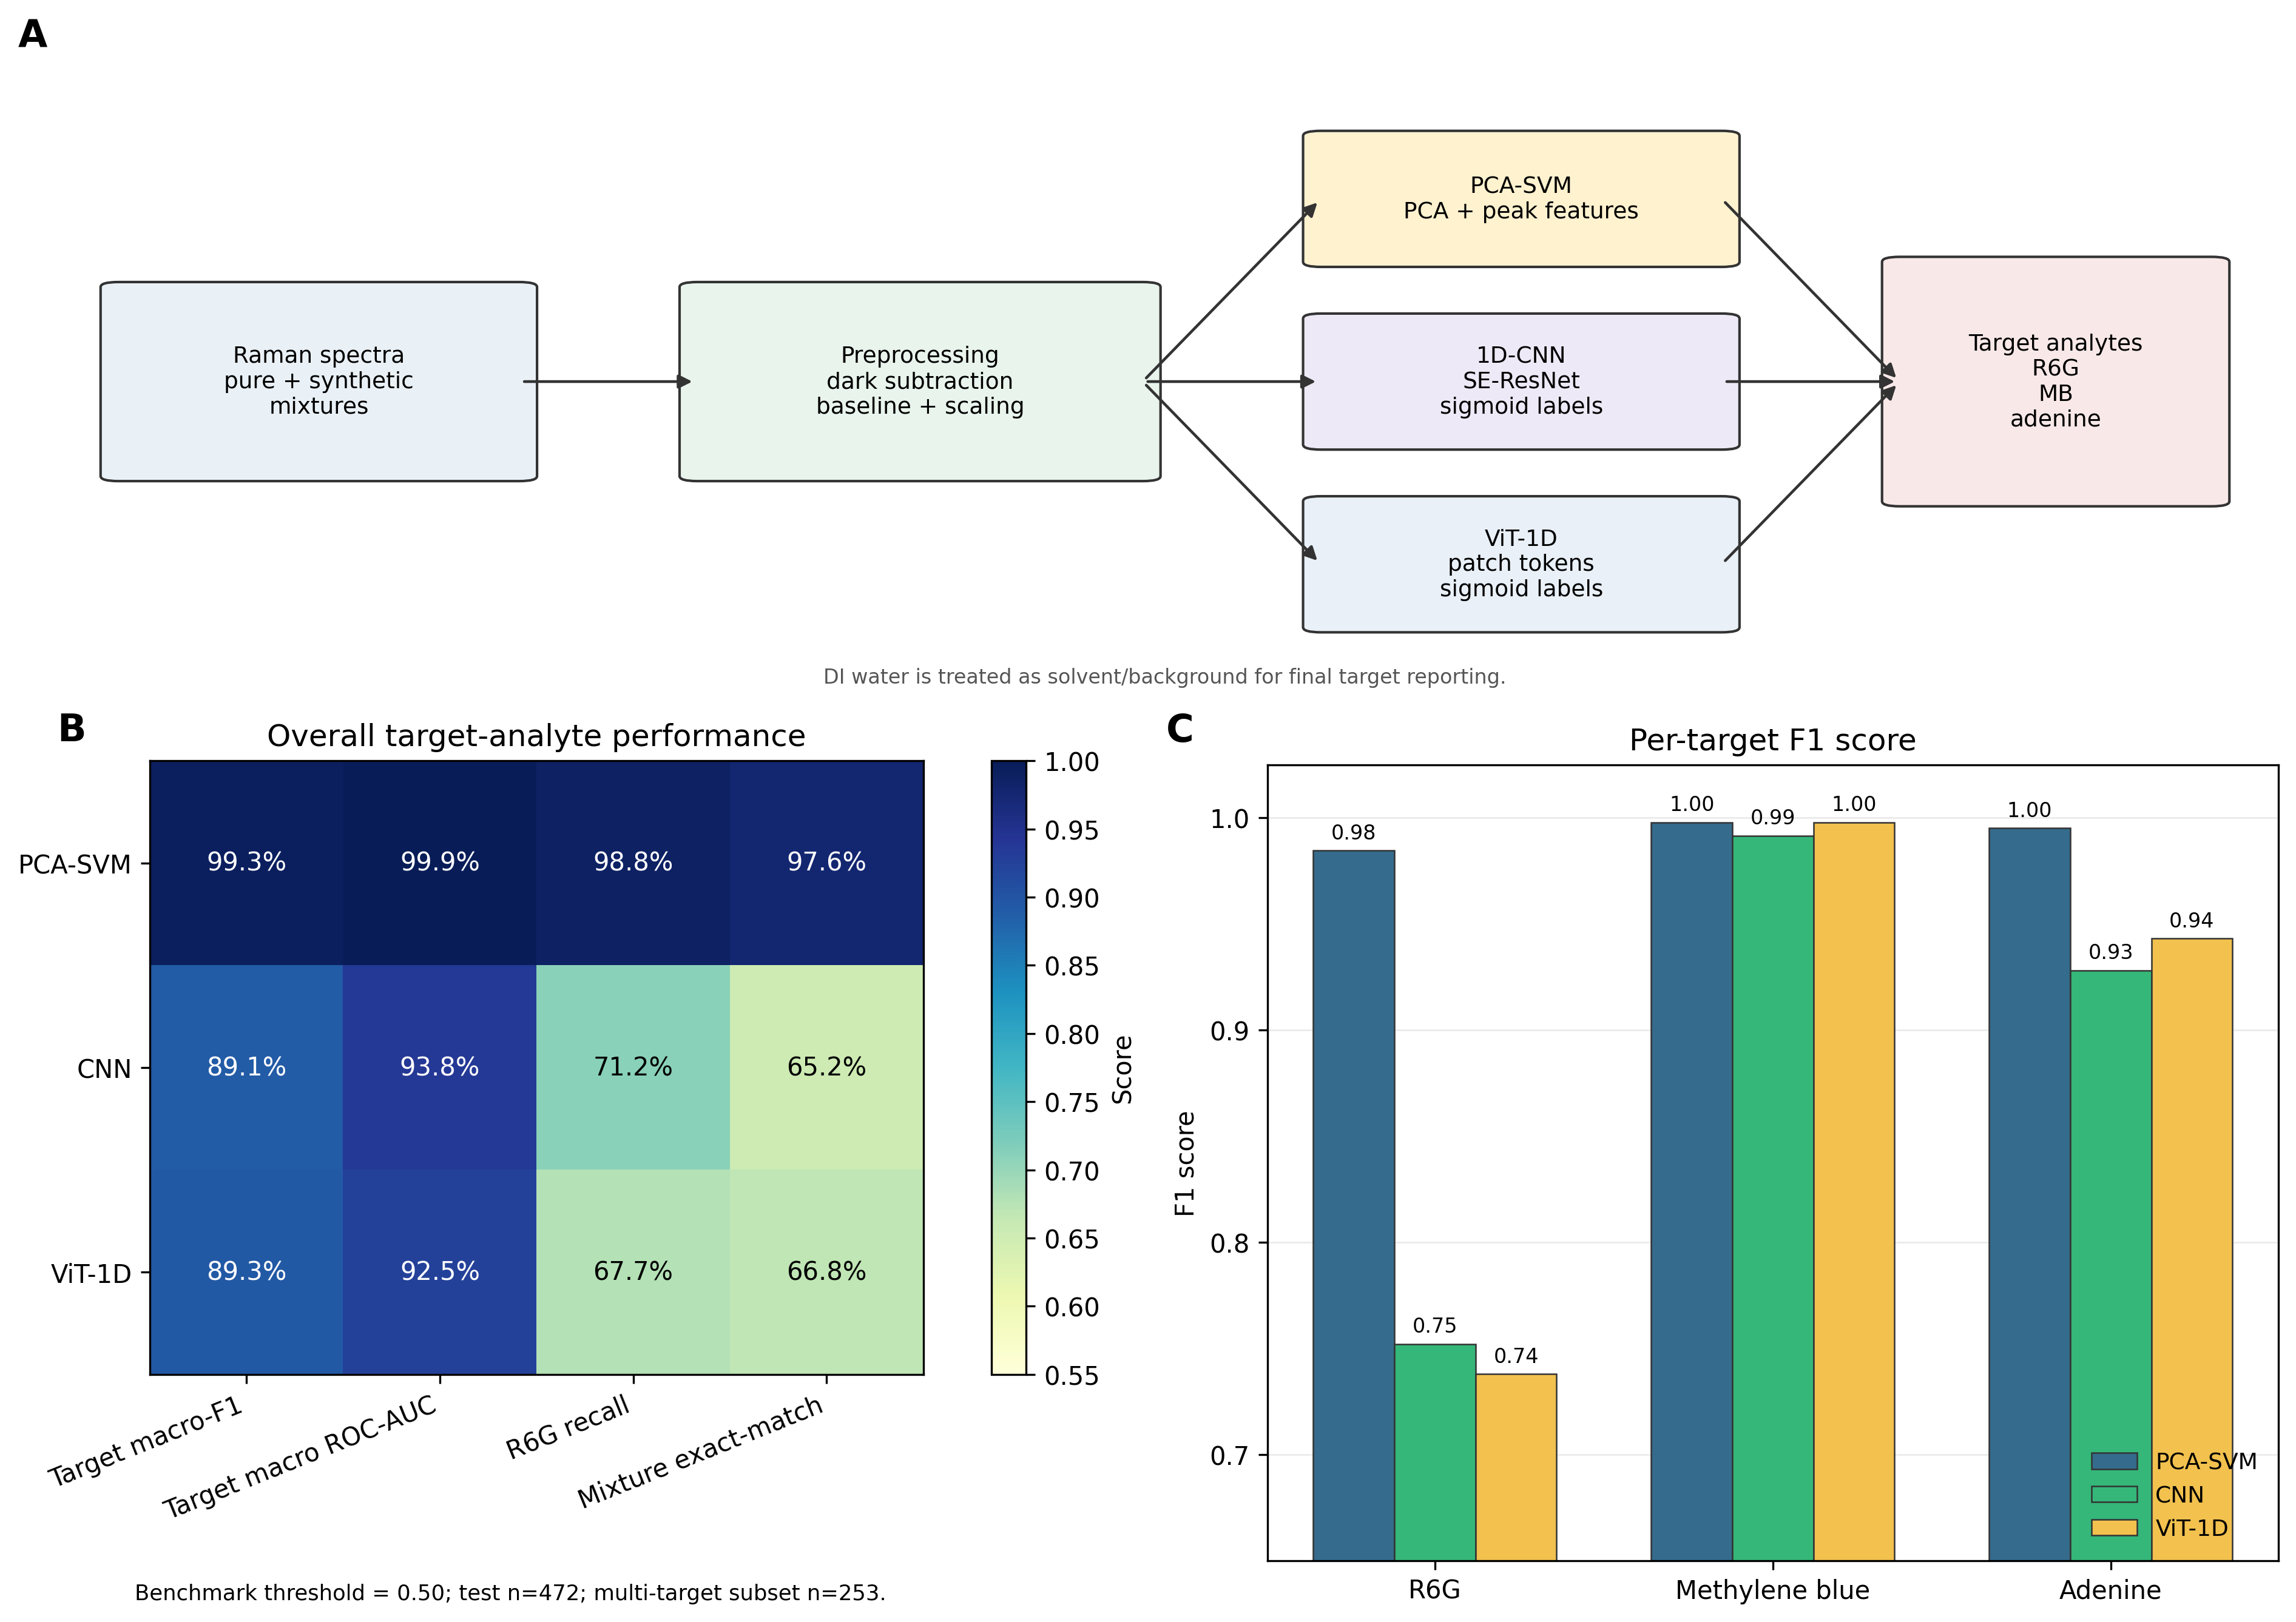 A
Raman spectra
pure + synthetic
mixtures
Preprocessing
dark subtraction
baseline + scaling
PCA-SVM
PCA + peak features
1D-CNN
SE-ResNet
sigmoid labels
ViT-1D
patch tokens
sigmoid labels
Target analytes
R6G
MB
adenine
DI water is treated as solvent/background for final target reporting.
B
Overall target-analyte performance
PCA-SVM
99.3%
99.9%
98.8%
97.6%
CNN
89.1%
93.8%
71.2%
65.2%
ViT-1D
89.3%
92.5%
67.7%
66.8%
Target macro-F1
Target macro ROC-AUC
R6G recall
Mixture exact-match
1.00
0.95
0.90
0.85
0.80
0.75
0.70
0.65
0.60
0.55
Score
Benchmark threshold = 0.50; test n=472; multi-target subset n=253.
C
Per-target F1 score
F1 score
1.0
0.9
0.8
0.7
0.98
0.75
0.74
1.00
0.99
1.00
1.00
0.93
0.94
PCA-SVM
CNN
ViT-1D
R6G
Methylene blue
Adenine